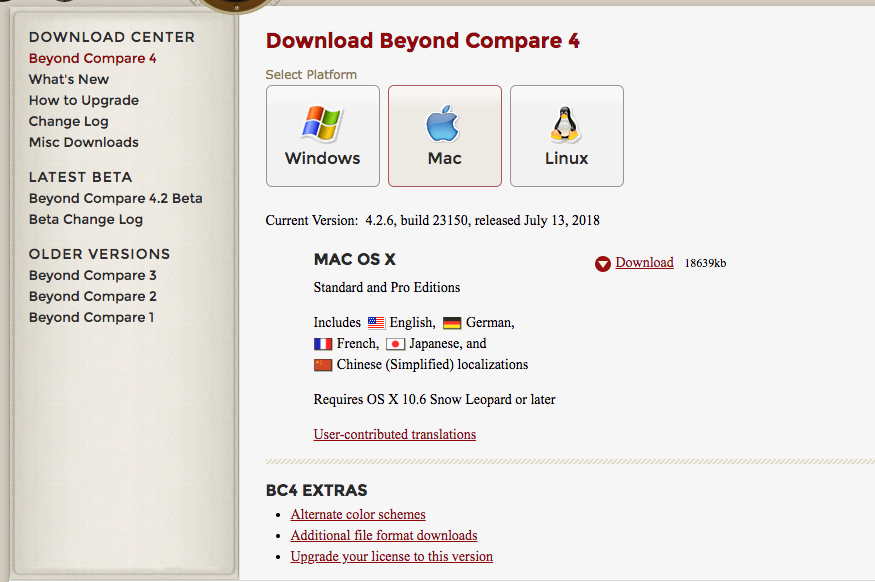 DOWNLOAD CENTER
Beyond Compare 4
What's New
How to Upgrade
Change Log
Misc Downloads
LATEST BETA
Beyond Compare 4.2 Beta
Beta Change Log
OLDER VERSIONS
Beyond Compare 3
Beyond Compare 2
Beyond Compare 1
Download Beyond Compare 4
Select Platform
Windows
Mac
Linux
Current Version: 4.2.6, build 23150, released July 13, 2018
MAC OS X
Download 18639kb
Standard and Pro Editions
Includes English, German,
French, Japanese, and
Chinese (Simplified) localizations
Requires OS X 10.6 Snow Leopard or later
User-contributed translations
BC4 EXTRAS
• Alternate color schemes
• Additional file format downloads
• Upgrade your license to this version